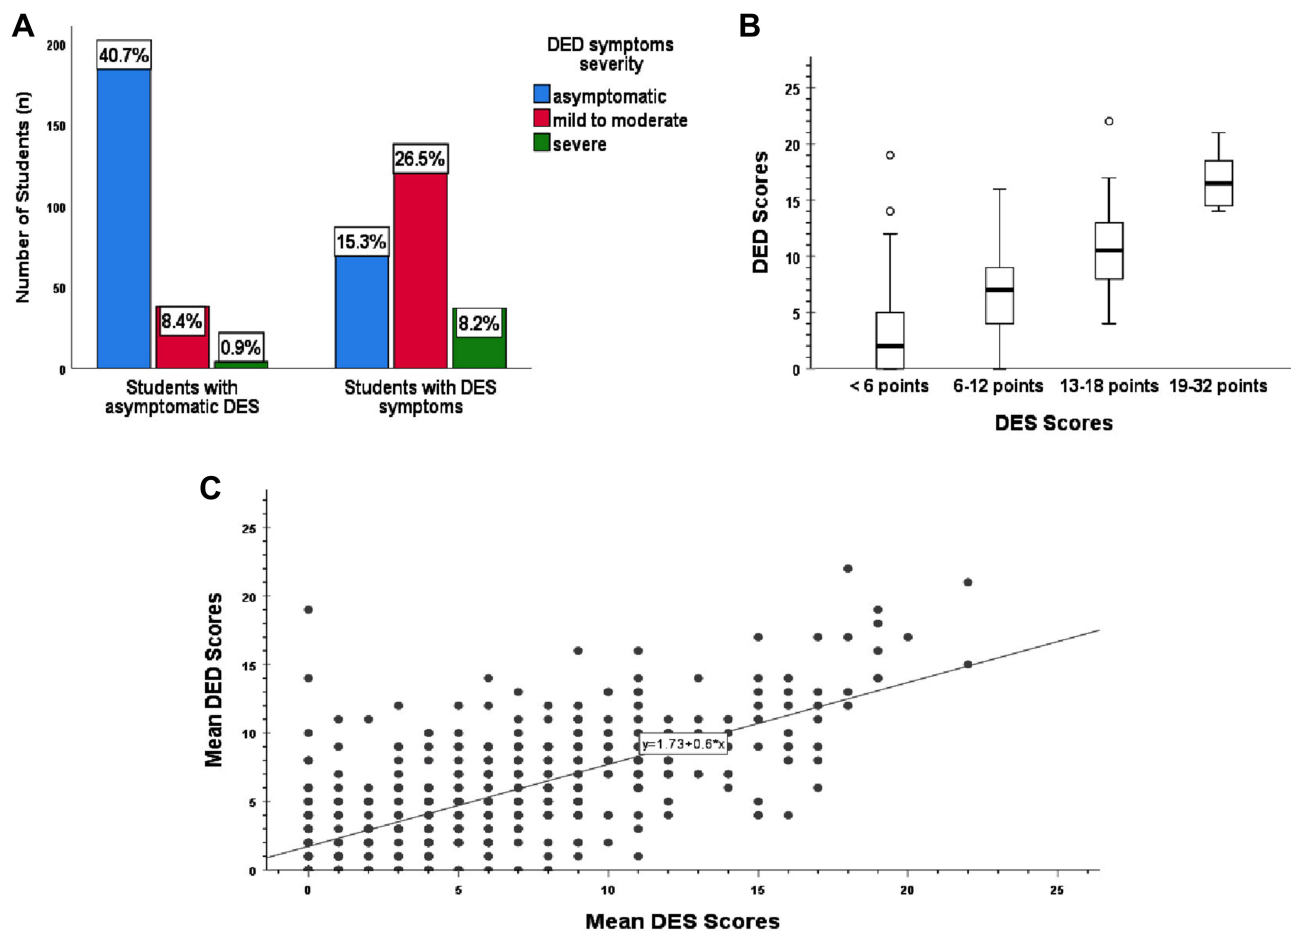 A
Number of Students (n)
200
150
100
50
0
40.7%
8.4%
0.9%
15.3%
26.5%
8.2%
Students with
asymptomatic DES
Students with DES
symptoms
DED symptoms
severity
asymptomatic
mild to moderate
severe
B
DED Scores
25
20
15
10
5
0
< 6 points
6-12 points
13-18 points
19-32 points
DES Scores
C
Mean DED Scores
25
20
15
10
5
0
y=1.73+0.6*x
0
5
10
15
20
25
Mean DES Scores